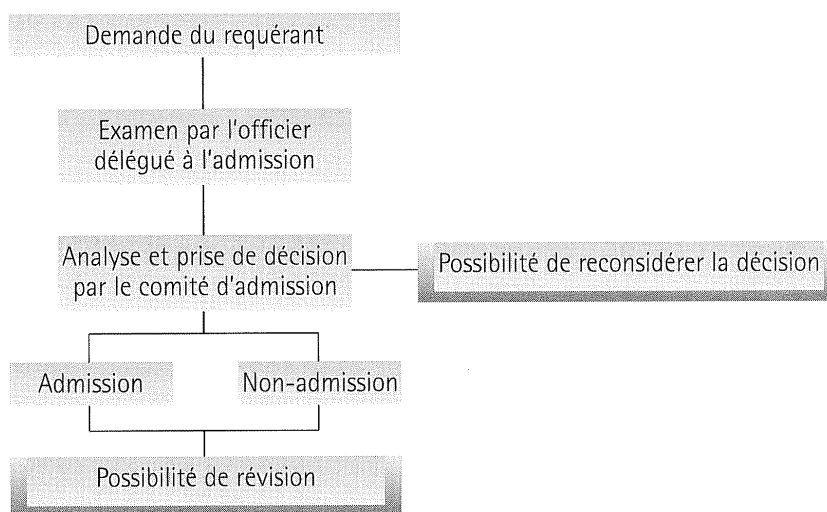 Demande du requérant
Examen par l'officier
délégué à l'admission
Analyse et prise de décision
par le comité d'admission
Possibilité de reconsidérer la décision
Admission
Non-admission
Possibilité de révision